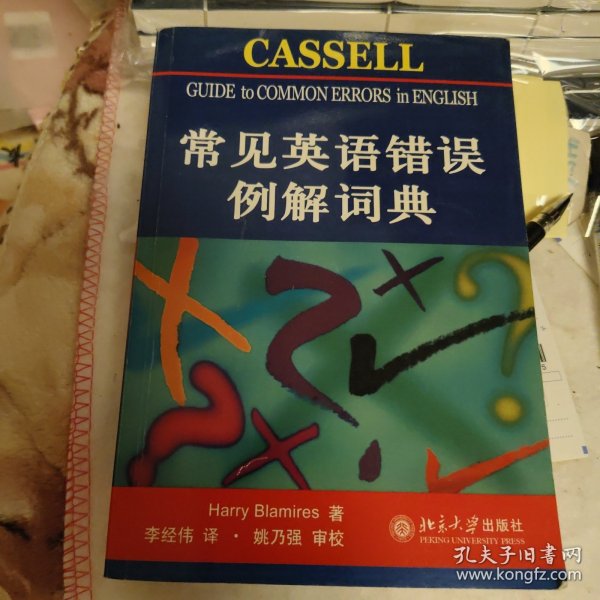 CASSELL
GUIDE to COMMON ERRORS in ENGLISH
常见英语错误
例解词典
Harry Blamires 著
李经伟 译 · 姚乃强 审校
北京大学出版社
PEKING UNIVERSITY PRESS
孔夫子旧书网
www.kongfz.com